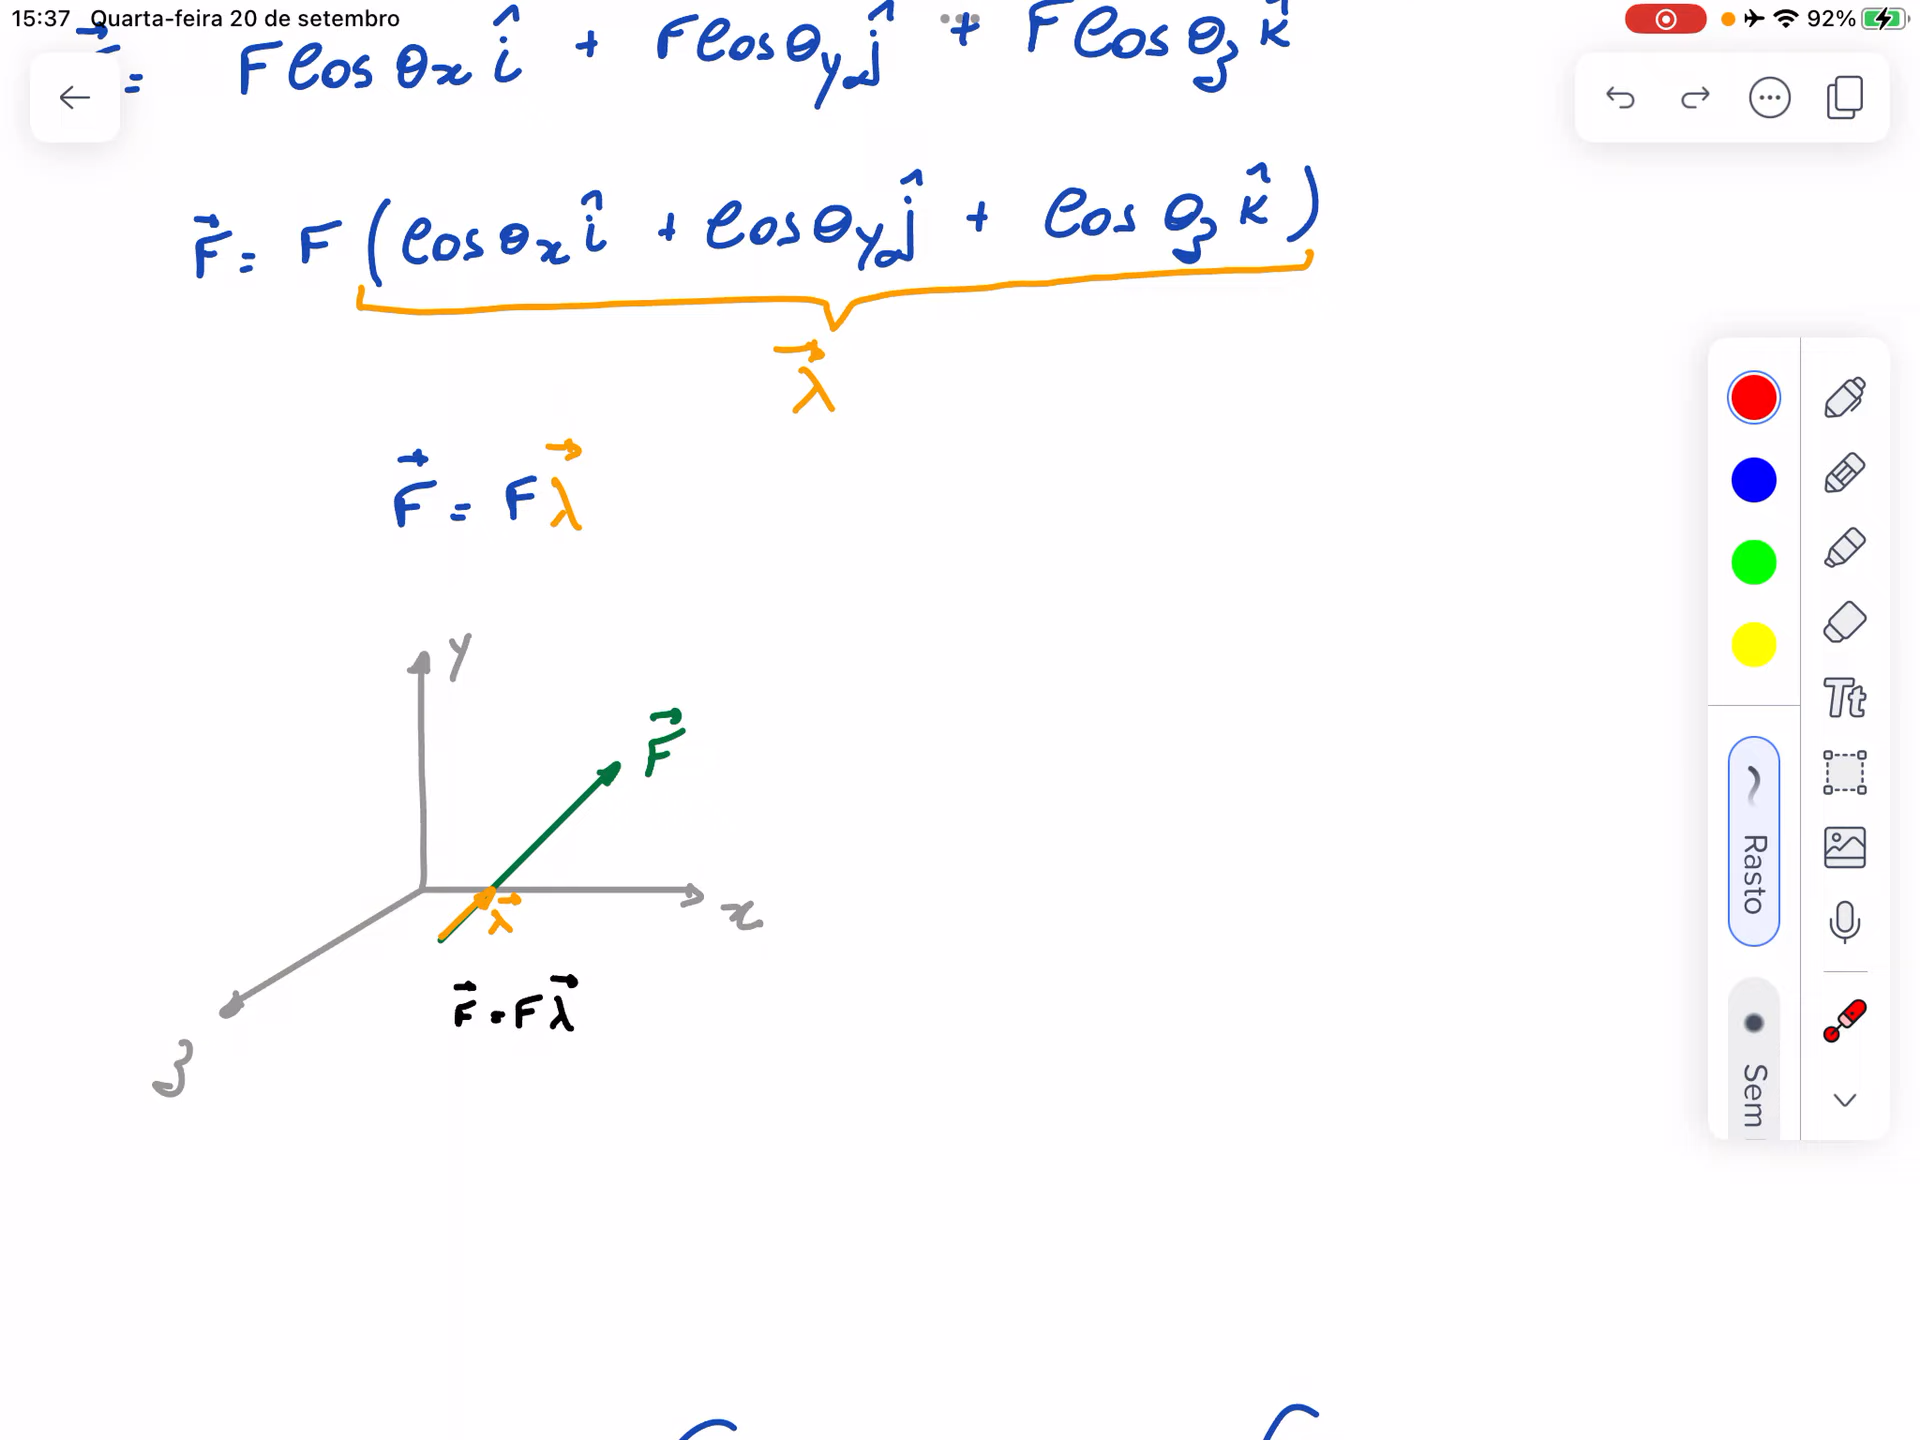 15:37 Quarta-feira 20 de setembro
92%
F⃗ = F Cos θx î + F Cos θy ĵ + F Cos θz k̂
F⃗ = F (Cos θx î + Cos θy ĵ + Cos θz k̂)
λ⃗
F⃗ = F λ⃗
y
F⃗
λ⃗
x
F⃗ = F λ⃗
z
Tt
Rasto
Sem